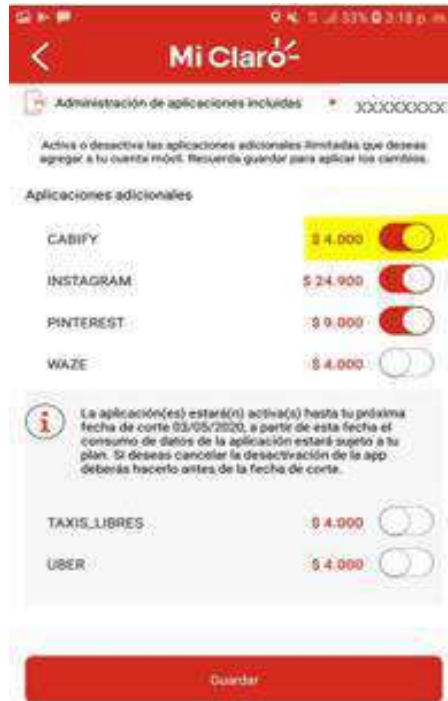 33% 3:18 p. m.
Mi Claro
Administración de aplicaciones incluidas * XXXXXXXX
Activa o desactiva las aplicaciones adicionales ilimitadas que deseas
agregar a tu cuenta móvil. Recuerda guardar para aplicar los cambios.
Aplicaciones adicionales
CABIFY $ 4.000
INSTAGRAM $ 24.900
PINTEREST $ 9.000
WAZE $ 4.000
La aplicación(es) estará(n) activa(s) hasta tu próxima
fecha de corte 03/05/2020, a partir de esta fecha el
consumo de datos de la aplicación estará sujeto a tu
plan. Si deseas cancelar la desactivación de la app
deberás hacerlo antes de la fecha de corte.
TAXIS_LIBRES $ 4.000
UBER $ 4.000
Guardar